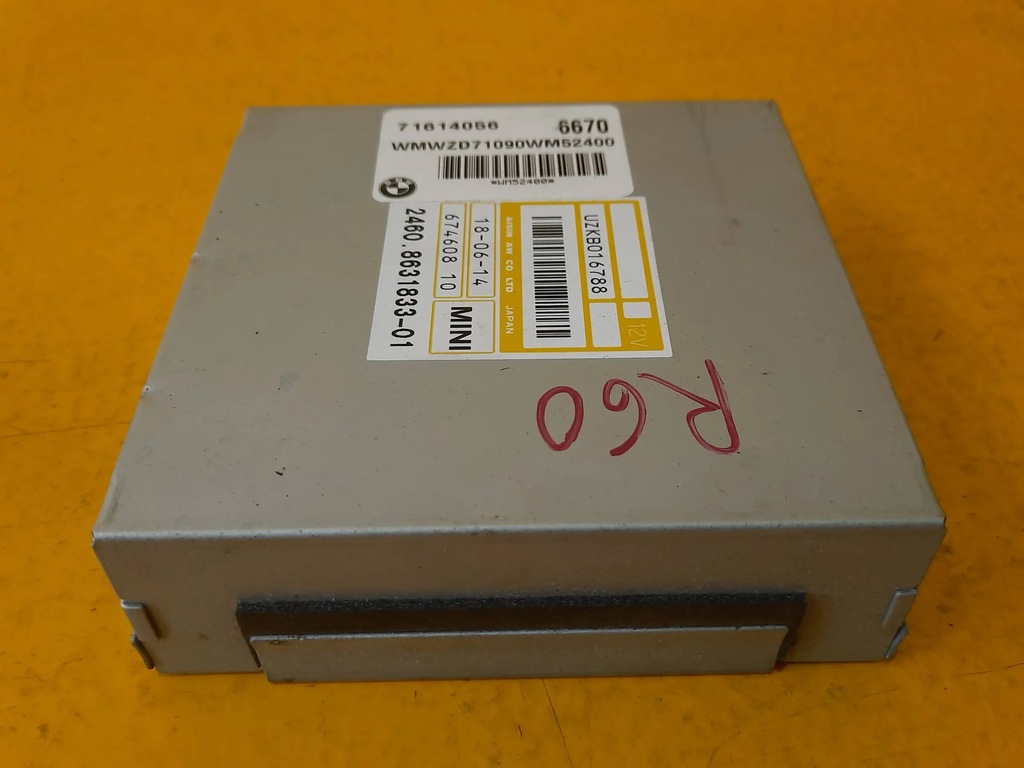 71614056 6670
WMWZD71090WM52400
*WM52400*
UZKB016788
12V
AISIN AW CO. LTD JAPAN
18-06-14
674608 10
MINI
2460.8631833-01
R60